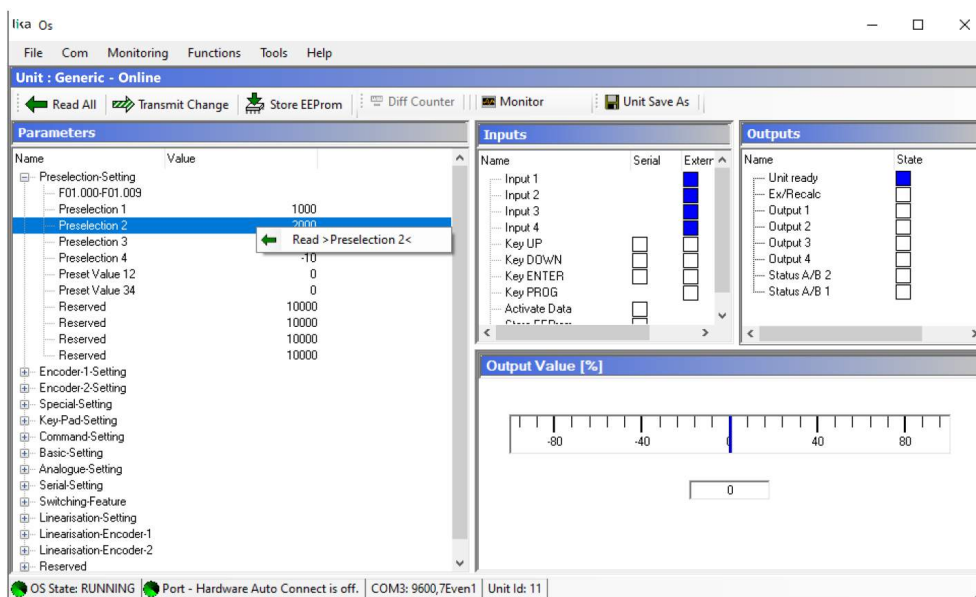 lika Os
File Com Monitoring Functions Tools Help
Unit : Generic - Online
Read All Transmit Change Store EEProm Diff Counter Monitor Unit Save As
Parameters
Name Value
Preselection-Setting
F01.000-F01.009
Preselection 1 1000
Preselection 2 2000
Read >Preselection 2<
Preselection 3
Preselection 4 -10
Preset Value 12 0
Preset Value 34 0
Reserved 10000
Reserved 10000
Reserved 10000
Reserved 10000
Encoder-1-Setting
Encoder-2-Setting
Special-Setting
Key-Pad-Setting
Command-Setting
Basic-Setting
Analogue-Setting
Serial-Setting
Switching-Feature
Linearisation-Setting
Linearisation-Encoder-1
Linearisation-Encoder-2
Reserved
Inputs
Name Serial Extern
Input 1
Input 2
Input 3
Input 4
Key UP
Key DOWN
Key ENTER
Key PROG
Activate Data
Store EEProm
Outputs
Name State
Unit ready
Ex/Recalc
Output 1
Output 2
Output 3
Output 4
Status A/B 2
Status A/B 1
Output Value [%]
-80 -40 0 40 80
0
OS State: RUNNING Port - Hardware Auto Connect is off. COM3: 9600,7Even1 Unit Id: 11